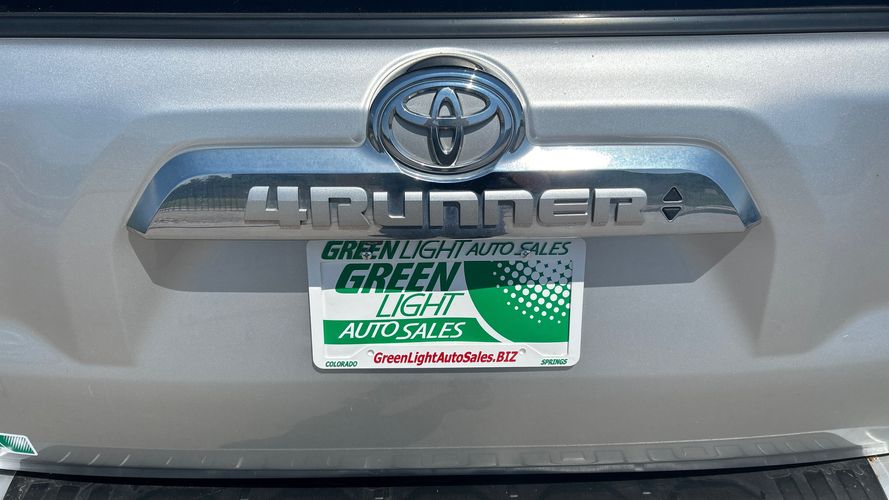 4RUNNER
GREEN LIGHT AUTO SALES
GREEN
LIGHT
AUTO SALES
GreenLightAutoSales.BIZ
COLORADO SPRINGS